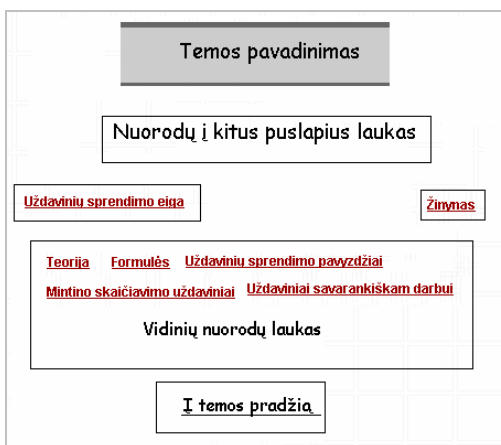 Temos pavadinimas
Nuorodų į kitus puslapius laukas
Uždavinių sprendimo eiga
Žinynas
Teorija Formulės Uždavinių sprendimo pavyzdžiai
Mintino skaičiavimo uždaviniai Uždaviniai savarankiškam darbui
Vidinių nuorodų laukas
Į temos pradžią